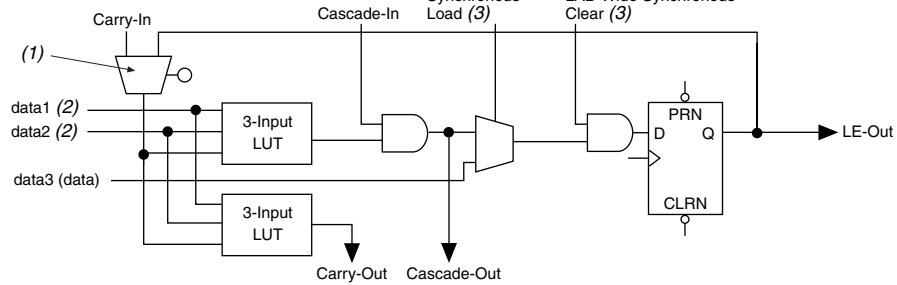 Carry-In
Cascade-In
Load (3)
Clear (3)
(1)
data1 (2)
data2 (2)
3-Input
LUT
PRN
D
Q
LE-Out
data3 (data)
3-Input
LUT
CLRN
Carry-Out
Cascade-Out